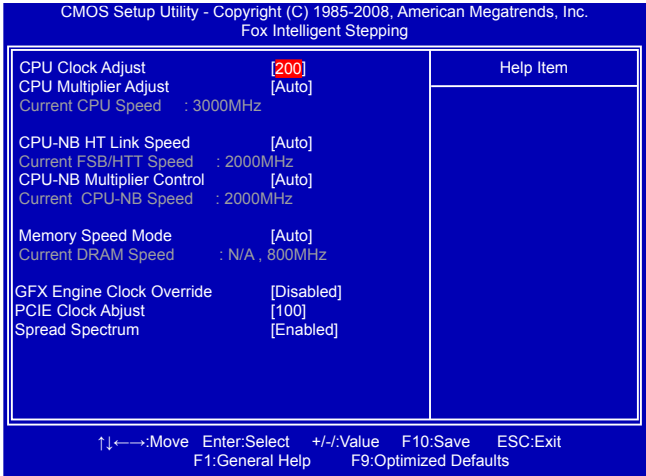 CMOS Setup Utility - Copyright (C) 1985-2008, American Megatrends, Inc.
Fox Intelligent Stepping
CPU Clock Adjust [200]
Help Item
CPU Multiplier Adjust [Auto]
Current CPU Speed : 3000MHz
CPU-NB HT Link Speed [Auto]
Current FSB/HTT Speed : 2000MHz
CPU-NB Multiplier Control [Auto]
Current CPU-NB Speed : 2000MHz
Memory Speed Mode [Auto]
Current DRAM Speed : N/A , 800MHz
GFX Engine Clock Override [Disabled]
PCIE Clock Abjust [100]
Spread Spectrum [Enabled]
↑↓←→:Move Enter:Select +/-/:Value F10:Save ESC:Exit
F1:General Help F9:Optimized Defaults